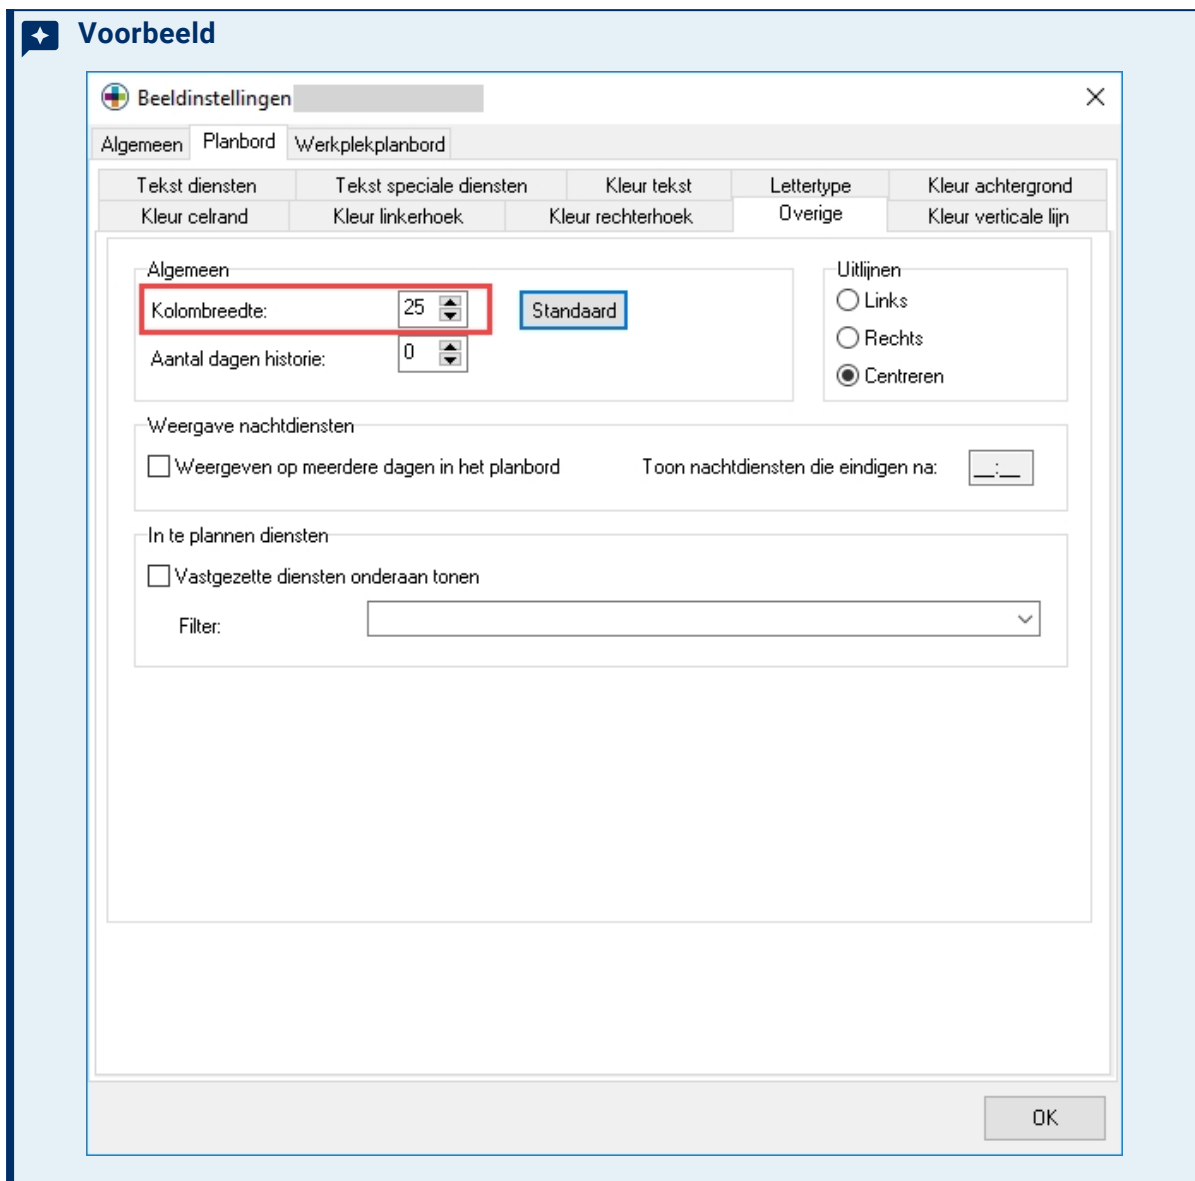 Voorbeeld
Beeldinstellingen
Algemeen Planbord Werkplekplanbord
Tekst diensten Tekst speciale diensten Kleur tekst Lettertype Kleur achtergrond
Kleur celrand Kleur linkerhoek Kleur rechterhoek Overige Kleur verticale lijn
Algemeen
Kolombreedte: 25 Standaard
Aantal dagen historie: 0
Uitlijnen
Links
Rechts
Centreren
Weergave nachtdiensten
Weergeven op meerdere dagen in het planbord Toon nachtdiensten die eindigen na: __:__
In te plannen diensten
Vastgezette diensten onderaan tonen
Filter:
OK